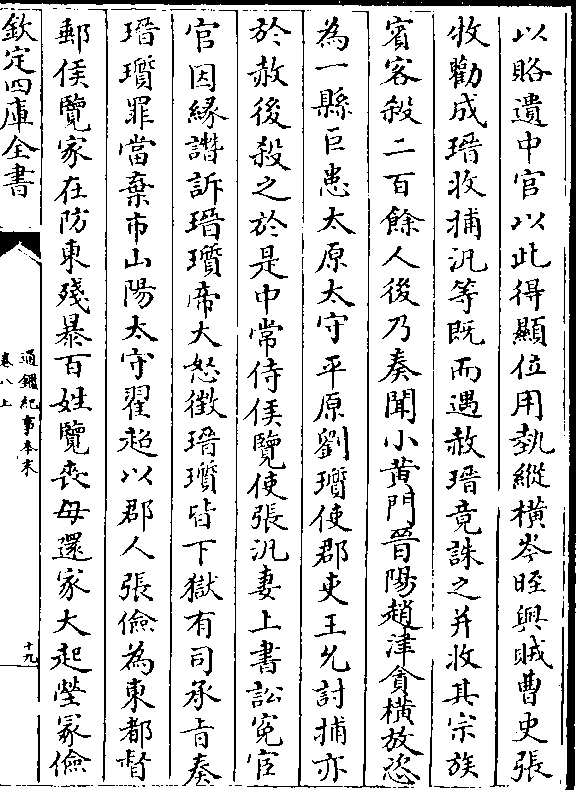 以賂遺中官以此得顯位用埶縱橫岑晊與賊曹吏張
牧勸成瑨收捕汎等既而遇赦瑨竟誅之并收其宗族
賓客殺二百餘人後乃奏聞小黃門晉陽趙津貪橫放恣
為一縣巨患太原太守平原劉瓆使郡吏王允討捕亦
於赦後殺之於是中常侍侯覽使張汎妻上書訟冤宦
官因緣譖訴瑨瓆帝大怒徵瑨瓆皆下獄有司承旨奏
瑨瓆罪當棄市山陽太守翟超以郡人張儉為東都督
郵侯覽家在防東殘暴百姓覽喪母還家大起塋冢儉
欽定四庫全書
通鑑紀事本末
卷八上
十九